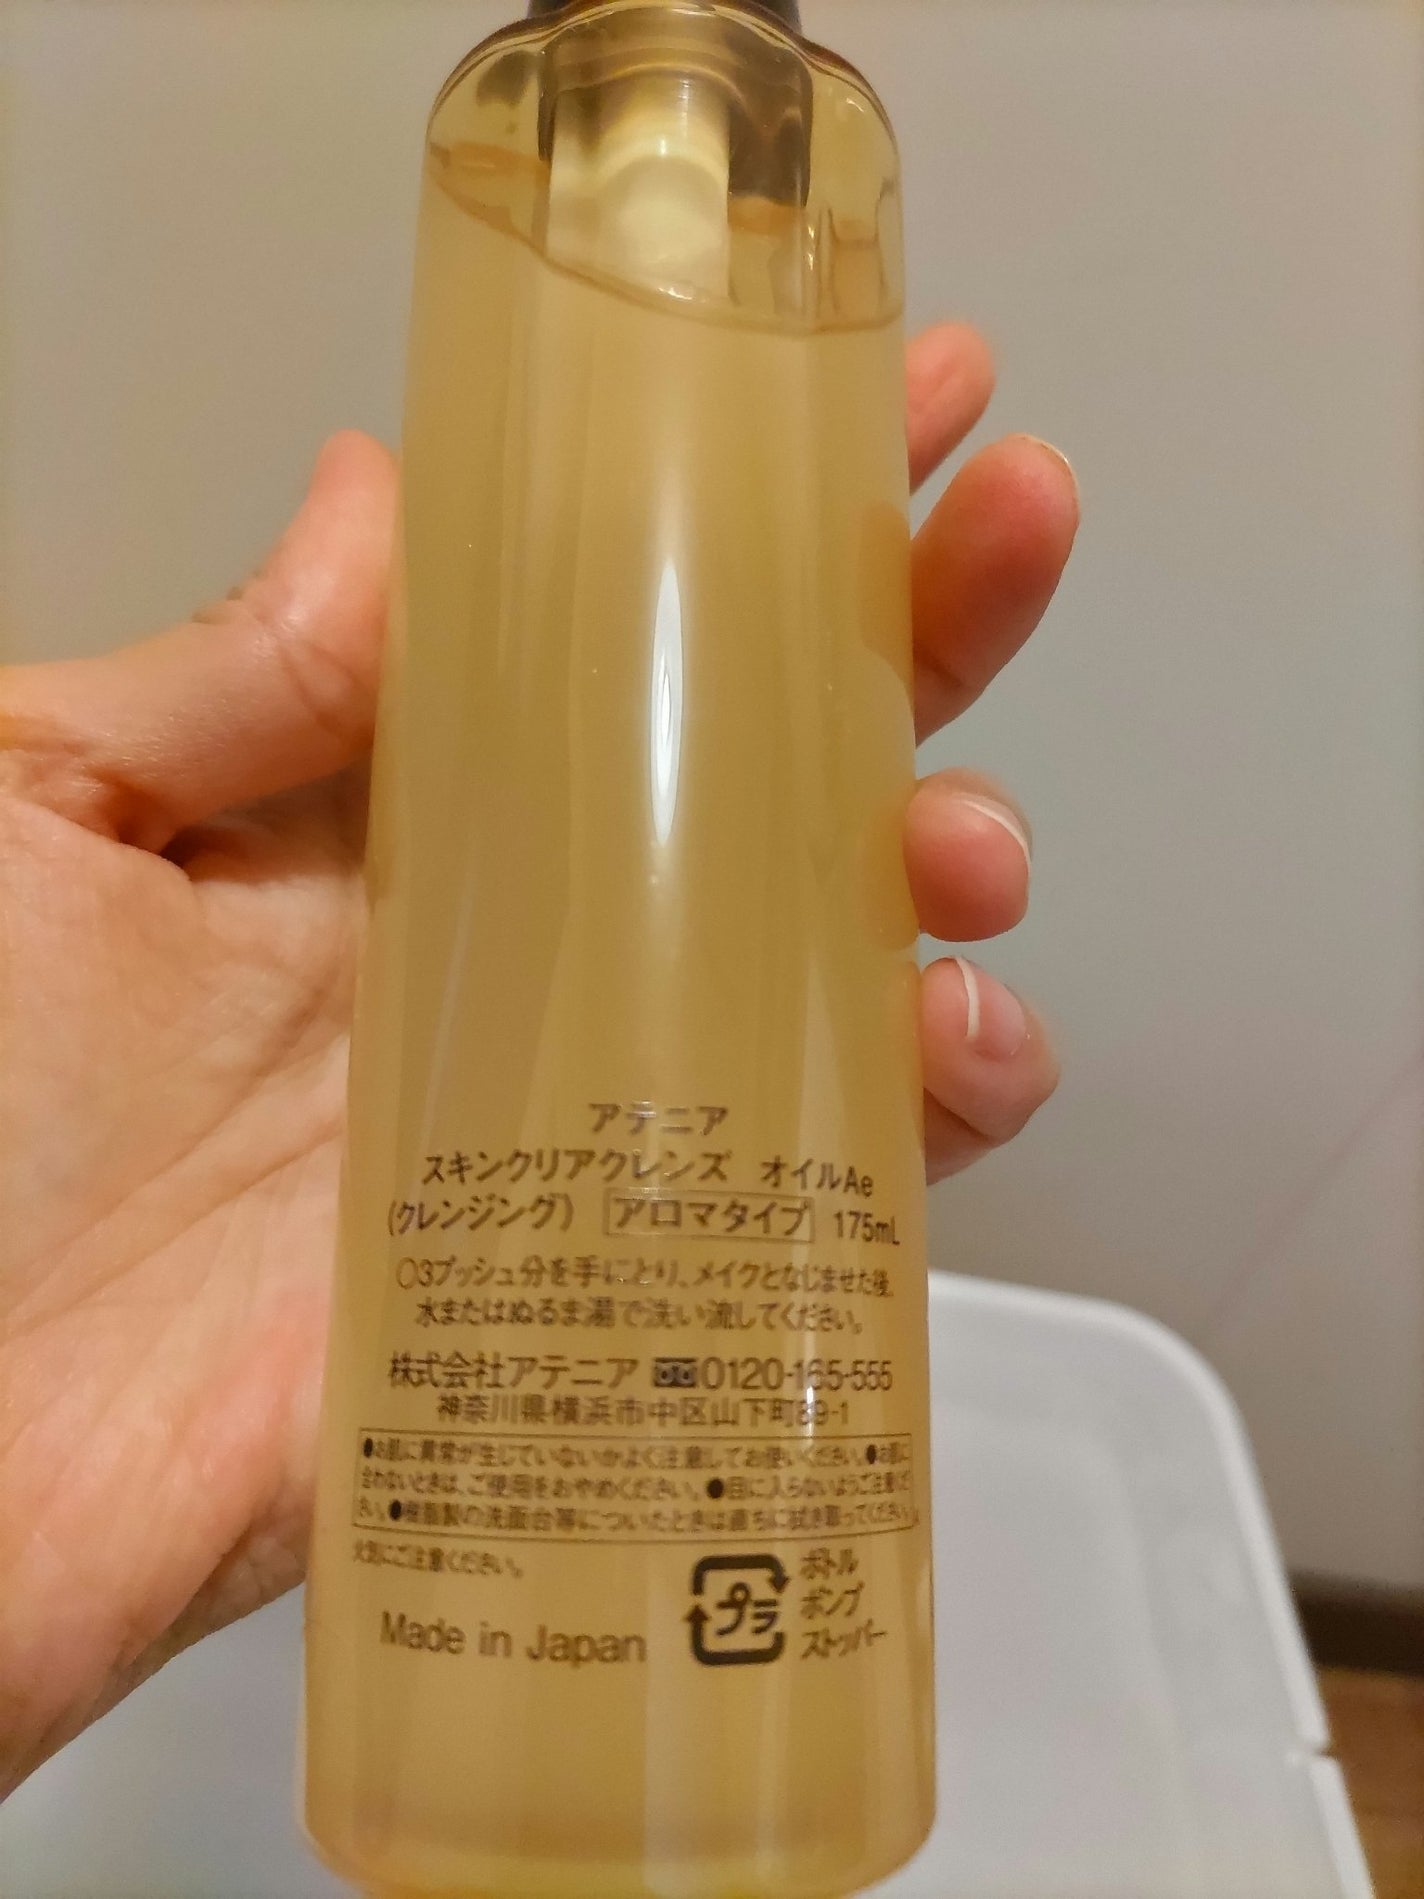 アテニア
スキンクリアクレンズ オイルAe
(クレンジング) アロマタイプ 175mL
○3プッシュ分を手にとり、メイクとなじませた後、
水またはぬるま湯で洗い流してください。
株式会社アテニア 0120-165-555
神奈川県横浜市中区山下町89-1
●お肌に異常が生じていないかよく注意してお使いください。●お肌に
合わないときは、ご使用をおやめください。●目に入らないようご注意くだ
さい。●樹脂製の洗面台等についたときは直ちに拭き取ってください。
火気にご注意ください。
Made in Japan
プラ
ボトル
ポンプ
ストッパー